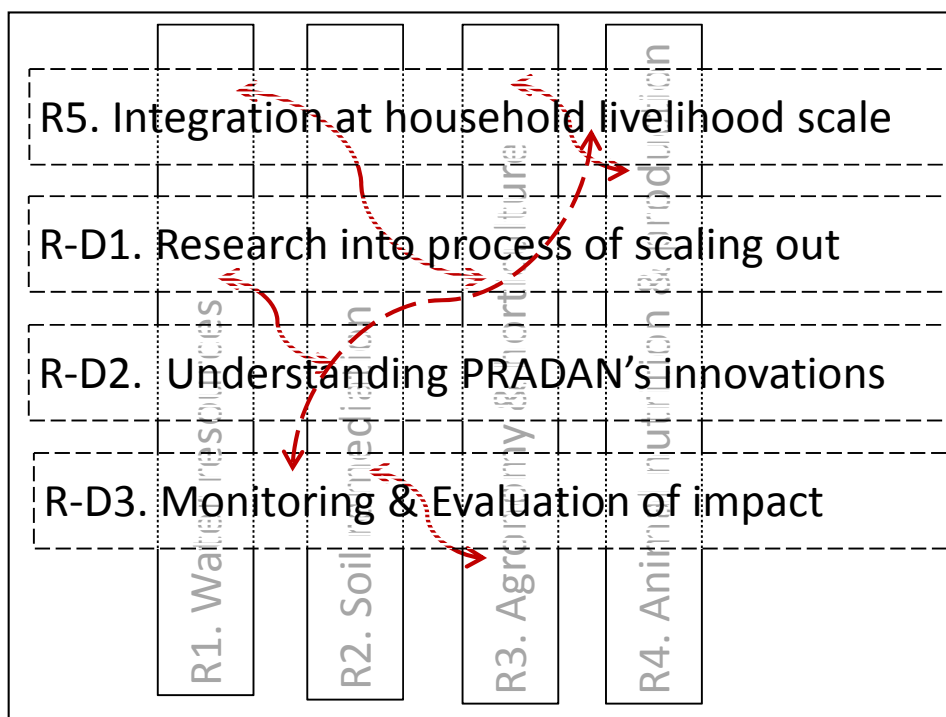 R5. Integration at household livelihood scale
R-D1. Research into process of scaling out
R-D2. Understanding PRADAN's innovations
R-D3. Monitoring & Evaluation of impact
R1. Water resources
R2. Soil remediation
R3. Agronomy & horticulture
R4. Animal nutrition & production